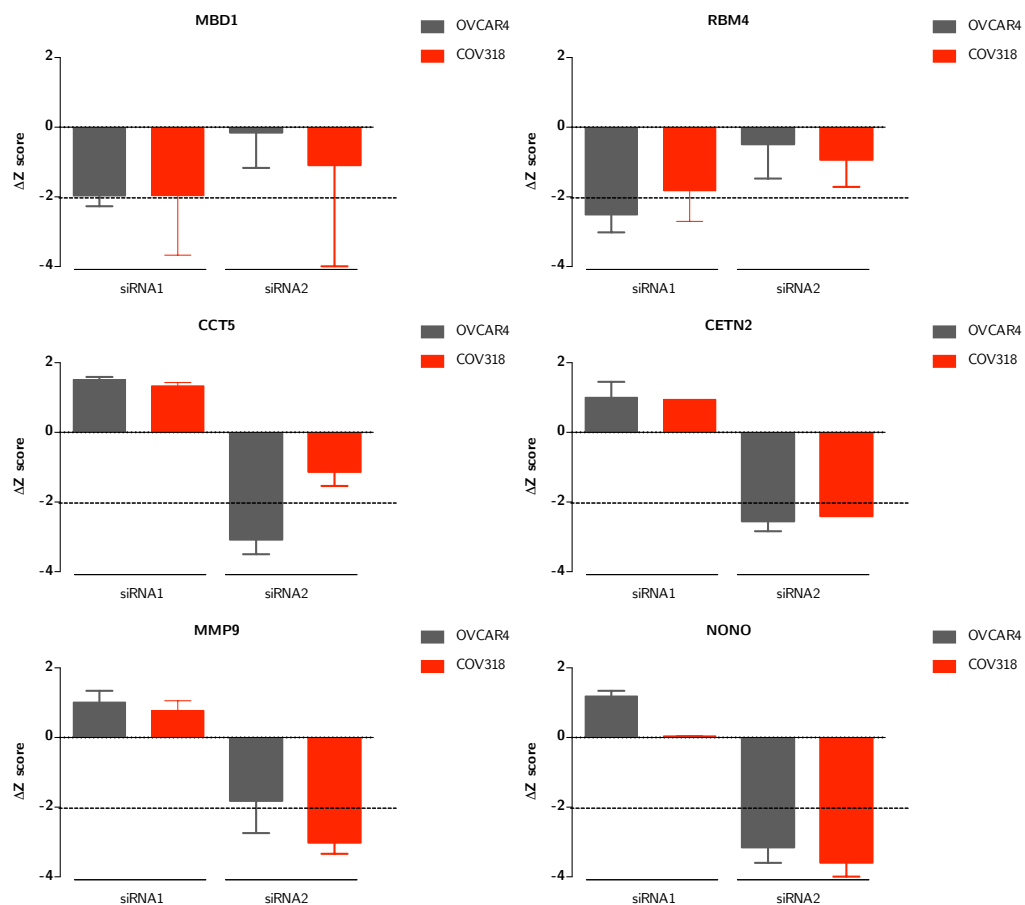 MBD1
OVCAR4
COV318
2
0
-2
-4
ΔZ score
siRNA1
siRNA2
RBM4
OVCAR4
COV318
2
0
-2
-4
ΔZ score
siRNA1
siRNA2
CCT5
OVCAR4
COV318
2
0
-2
-4
ΔZ score
siRNA1
siRNA2
CETN2
OVCAR4
COV318
2
0
-2
-4
ΔZ score
siRNA1
siRNA2
MMP9
OVCAR4
COV318
2
0
-2
-4
ΔZ score
siRNA1
siRNA2
NONO
OVCAR4
COV318
2
0
-2
-4
ΔZ score
siRNA1
siRNA2